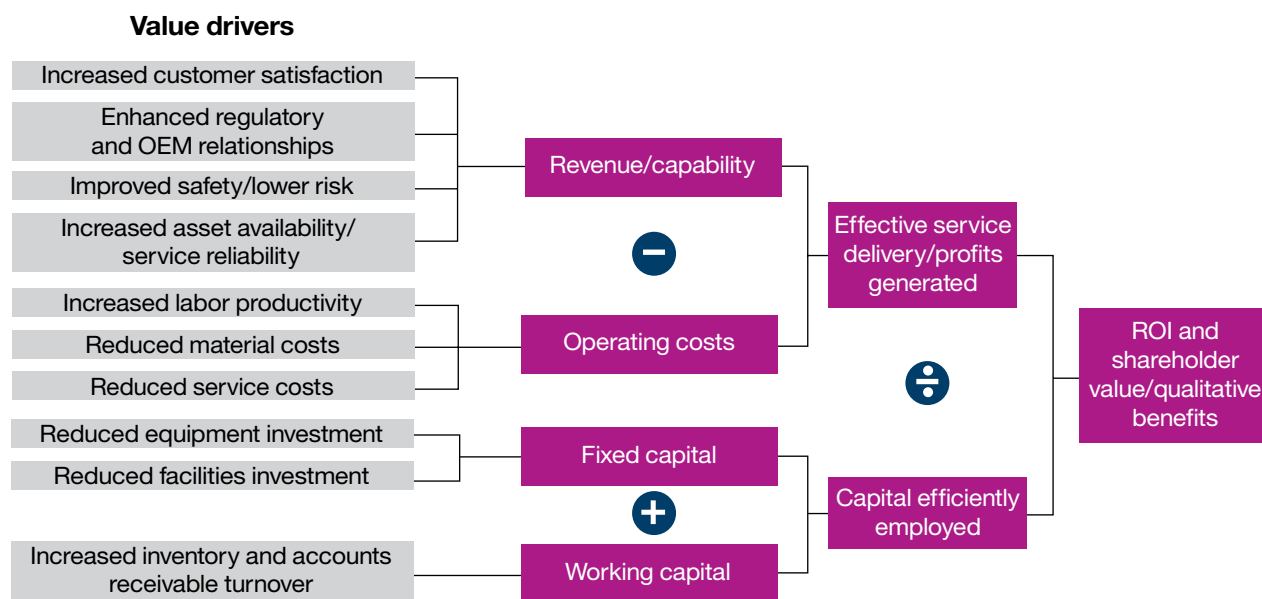 Value drivers
Increased customer satisfaction
Enhanced regulatory
and OEM relationships
Improved safety/lower risk
Increased asset availability/
service reliability
Increased labor productivity
Reduced material costs
Reduced service costs
Reduced equipment investment
Reduced facilities investment
Increased inventory and accounts
receivable turnover
Revenue/capability
−
Operating costs
Fixed capital
+
Working capital
Effective service
delivery/profits
generated
÷
Capital efficiently
employed
ROI and
shareholder
value/qualitative
benefits